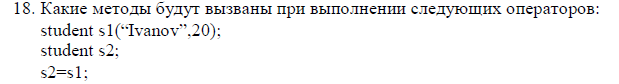 18. Какие методы будут вызваны при выполнении следующих операторов:
student s1(“Ivanov”,20);
student s2;
s2=s1;